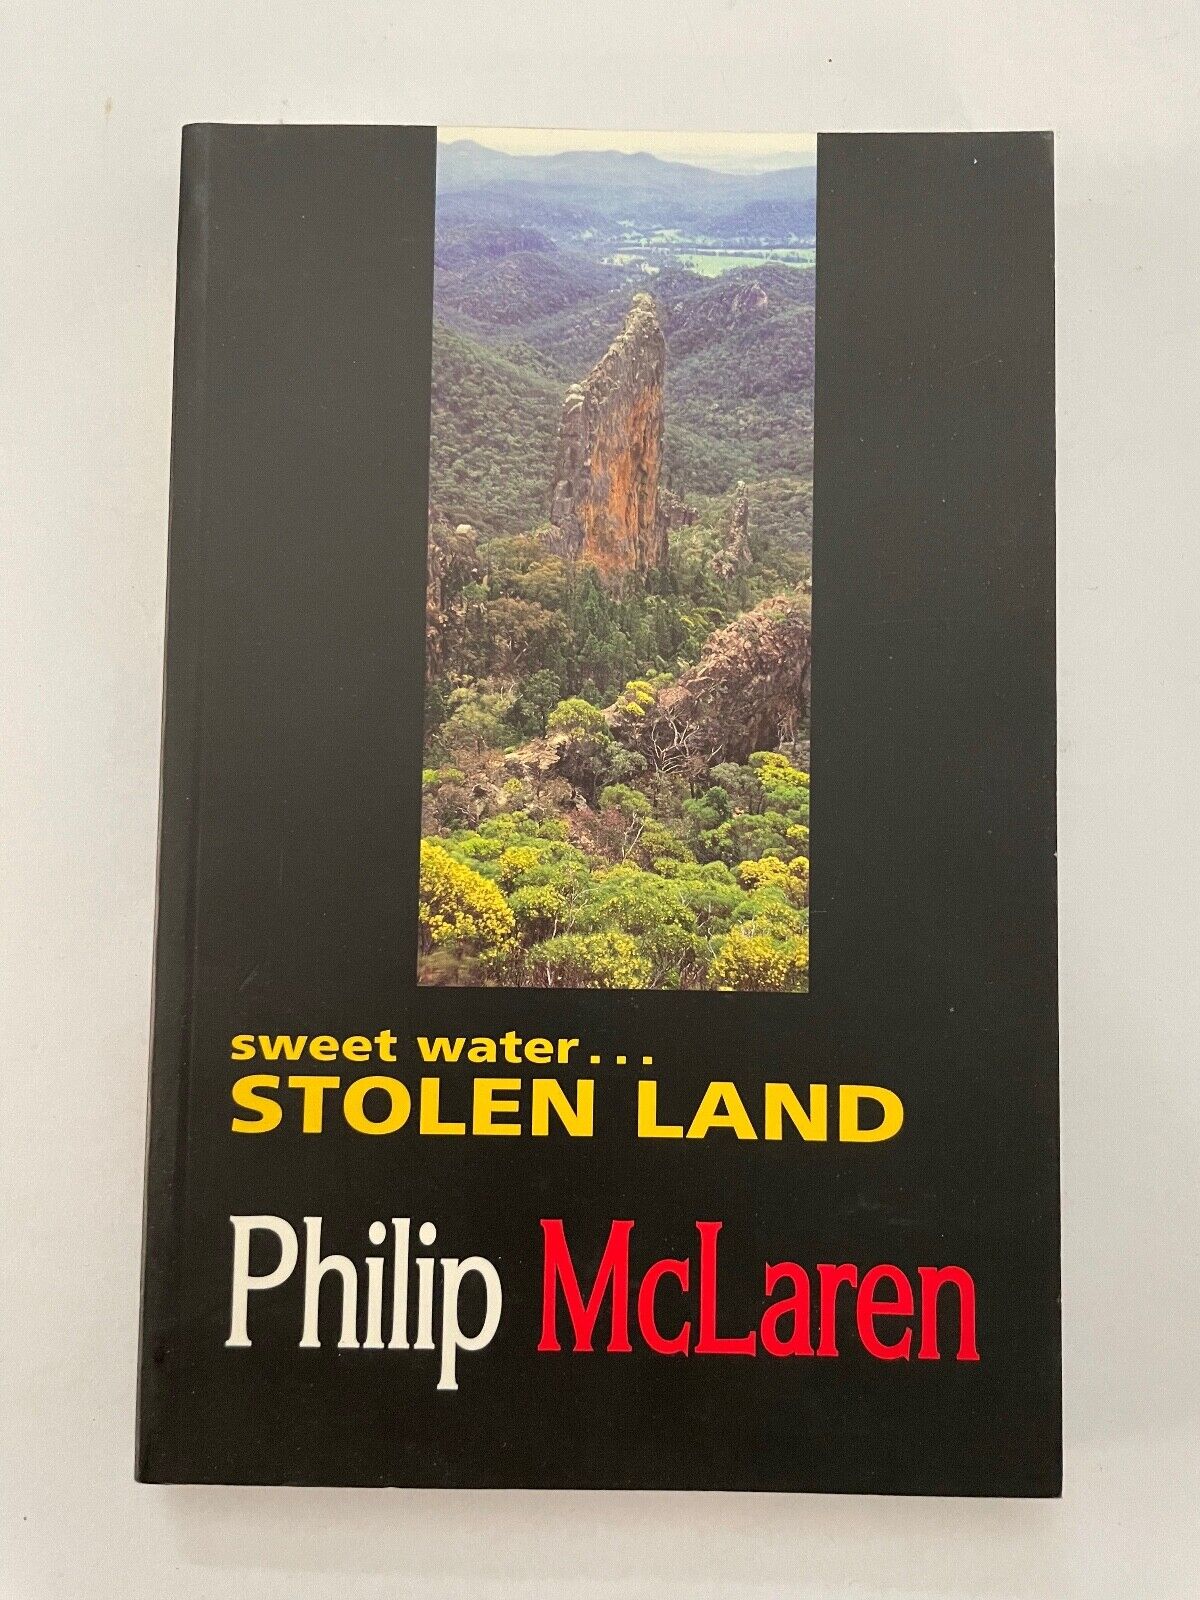 sweet water...
STOLEN LAND
Philip McLaren